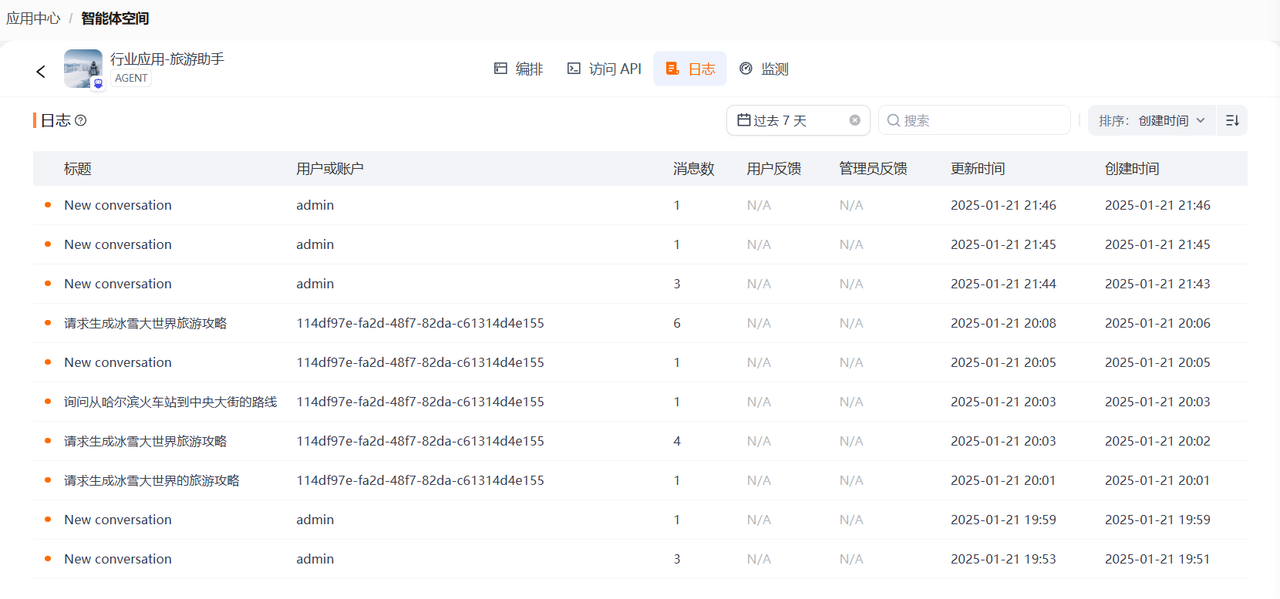 应用中心 / 智能体空间
行业应用-旅游助手
AGENT
编排 访问 API 日志 监测
日志
过去 7 天 搜索 排序： 创建时间
标题 用户或账户 消息数 用户反馈 管理员反馈 更新时间 创建时间
New conversation admin 1 N/A N/A 2025-01-21 21:46 2025-01-21 21:46
New conversation admin 1 N/A N/A 2025-01-21 21:45 2025-01-21 21:45
New conversation admin 3 N/A N/A 2025-01-21 21:44 2025-01-21 21:43
请求生成冰雪大世界旅游攻略 114df97e-fa2d-48f7-82da-c61314d4e155 6 N/A N/A 2025-01-21 20:08 2025-01-21 20:06
New conversation 114df97e-fa2d-48f7-82da-c61314d4e155 1 N/A N/A 2025-01-21 20:05 2025-01-21 20:05
询问从哈尔滨火车站到中央大街的路线 114df97e-fa2d-48f7-82da-c61314d4e155 1 N/A N/A 2025-01-21 20:03 2025-01-21 20:03
请求生成冰雪大世界旅游攻略 114df97e-fa2d-48f7-82da-c61314d4e155 4 N/A N/A 2025-01-21 20:03 2025-01-21 20:02
请求生成冰雪大世界的旅游攻略 114df97e-fa2d-48f7-82da-c61314d4e155 1 N/A N/A 2025-01-21 20:01 2025-01-21 20:01
New conversation admin 1 N/A N/A 2025-01-21 19:59 2025-01-21 19:59
New conversation admin 3 N/A N/A 2025-01-21 19:53 2025-01-21 19:51